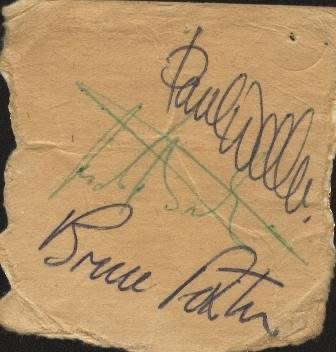 Paul Weller.
Bruce Foxton